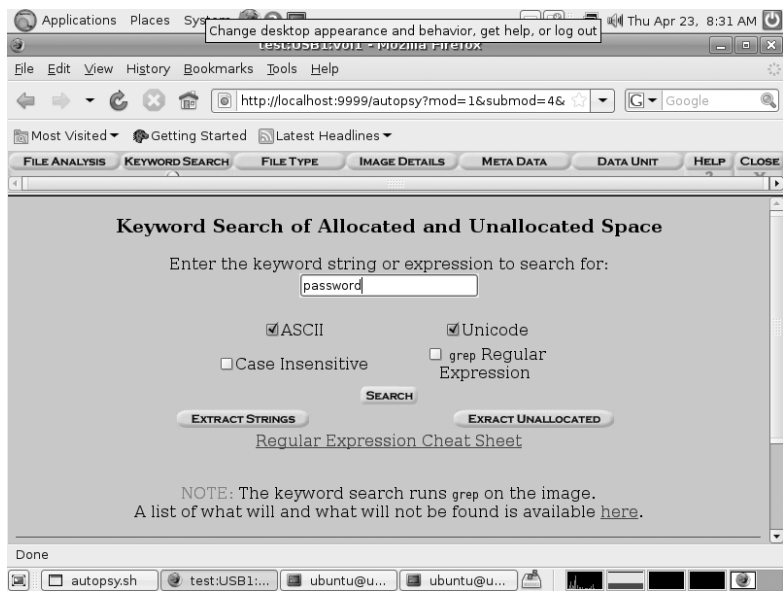 Applications Places Sys
Change desktop appearance and behavior, get help, or log out
Thu Apr 23, 8:31 AM
test:USB1:vol1 - Mozilla Firefox
File Edit View History Bookmarks Tools Help
http://localhost:9999/autopsy?mod=1&submod=4& Google
Most Visited Getting Started Latest Headlines
FILE ANALYSIS KEYWORD SEARCH FILE TYPE IMAGE DETAILS META DATA DATA UNIT HELP CLOSE
Keyword Search of Allocated and Unallocated Space
Enter the keyword string or expression to search for:
password
ASCII Unicode
Case Insensitive grep Regular
Expression
SEARCH
EXTRACT STRINGS EXRACT UNALLOCATED
Regular Expression Cheat Sheet
NOTE: The keyword search runs grep on the image.
A list of what will and what will not be found is available here.
Done
autopsy.sh test:USB1:... ubuntu@u... ubuntu@u...